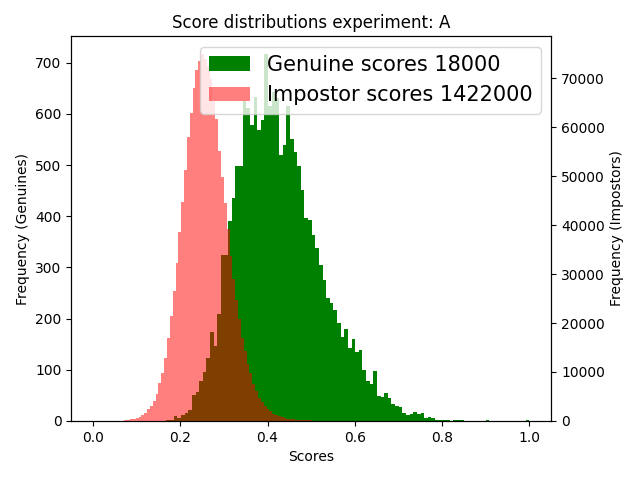 Score distributions experiment: A
Genuine scores 18000
Impostor scores 1422000
Frequency (Genuines)
700
600
500
400
300
200
100
0
70000
60000
50000
40000
30000
20000
10000
0
Frequency (Impostors)
0.0 0.2 0.4 0.6 0.8 1.0
Scores